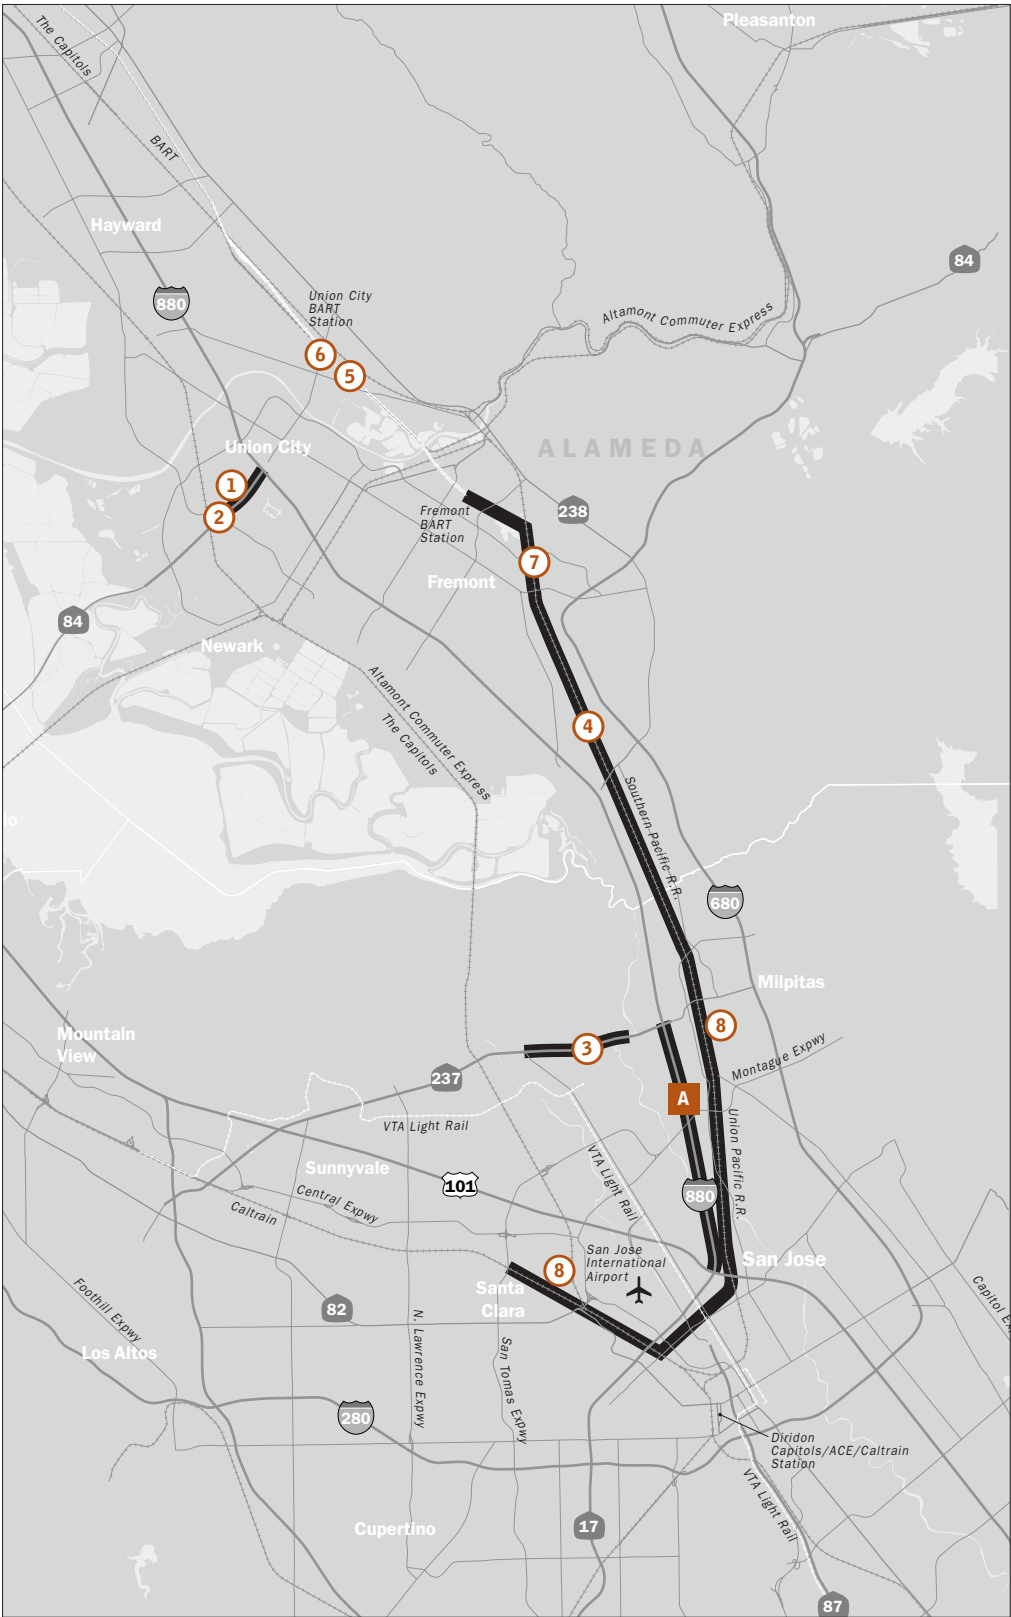 Pleasanton
The Capitols
BART
Hayward
84
880
Union City
BART
Station
Altamont Commuter Express
6
5
Union City
ALAMEDA
1
2
Fremont
BART
Station
238
7
Fremont
84
Newark
Altamont Commuter Express
The Capitols
4
Southern Pacific R.R.
lo
680
Milpitas
8
Mountain
View
3
237
Montague Expwy
A
VTA Light Rail
Union Pacific R.R.
VTA Light Rail
Sunnyvale
101
880
Central Expwy
Caltrain
San Jose
International
Airport
San Jose
8
Santa
Clara
82
Foothill Expwy
N. Lawrence Expwy
San Tomas Expwy
Capitol Ex
Los Altos
280
Diridon
Capitols/ACE/Caltrain
Station
VTA Light Rail
Cupertino
17
87